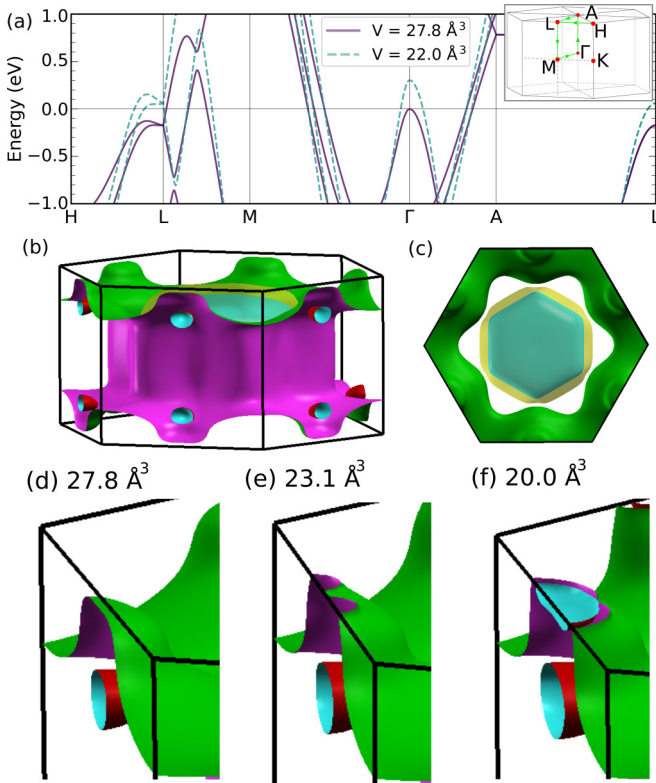 (a)
Energy (eV)
1.0
0.5
0.0
−0.5
−1.0
V = 27.8 Å³
V = 22.0 Å³
A
L
H
Γ
M
K
H
L
M
Γ
A
L
(b)
(c)
(d) 27.8 Å³
(e) 23.1 Å³
(f) 20.0 Å³